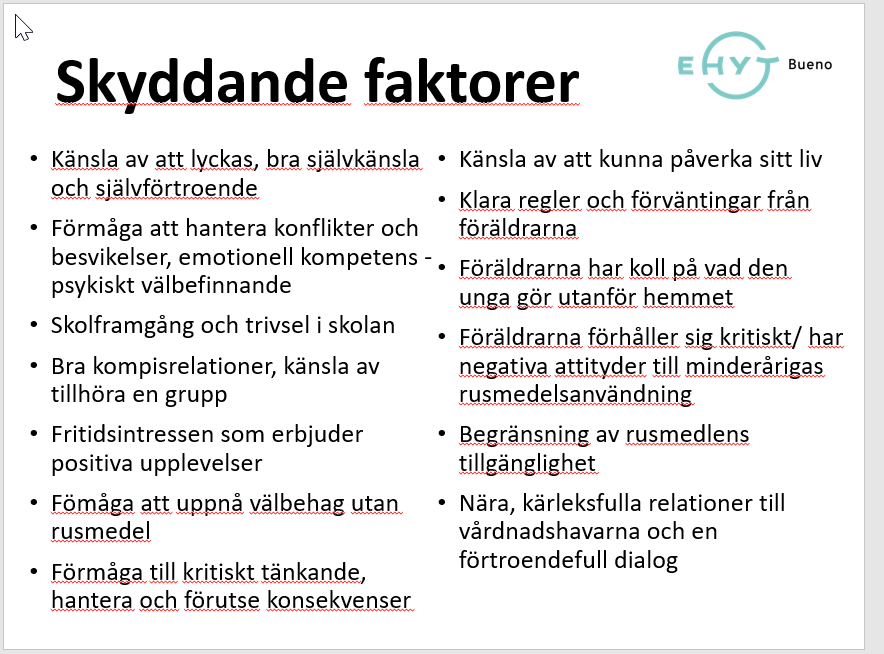 Skyddande faktorer
EHYT Bueno
• Känsla av att lyckas, bra självkänsla
och självförtroende
• Förmåga att hantera konflikter och
besvikelser, emotionell kompetens -
psykiskt välbefinnande
• Skolframgång och trivsel i skolan
• Bra kompisrelationer, känsla av
tillhöra en grupp
• Fritidsintressen som erbjuder
positiva upplevelser
• Fömåga att uppnå välbehag utan
rusmedel
• Förmåga till kritiskt tänkande,
hantera och förutse konsekvenser
• Känsla av att kunna påverka sitt liv
• Klara regler och förväntingar från
föräldrarna
• Föräldrarna har koll på vad den
unga gör utanför hemmet
• Föräldrarna förhåller sig kritiskt/ har
negativa attityder till minderårigas
rusmedelsanvändning
• Begränsning av rusmedlens
tillgänglighet
• Nära, kärleksfulla relationer till
vårdnadshavarna och en
förtroendefull dialog